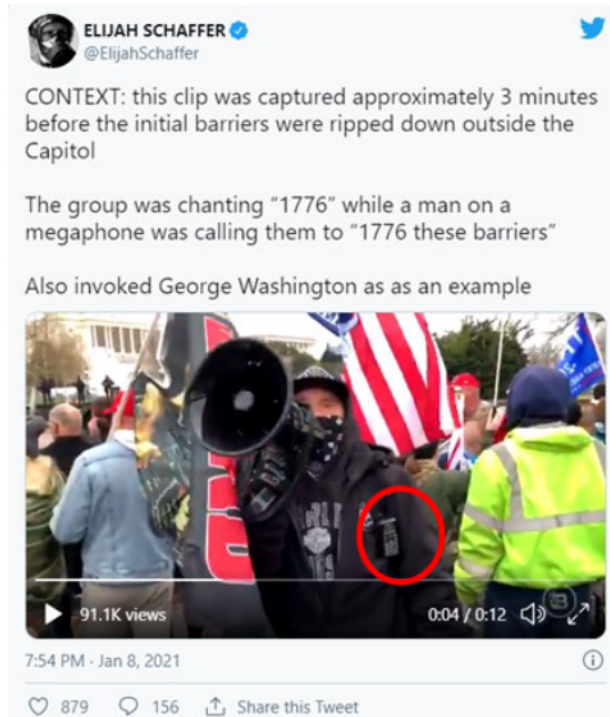 ELIJAH SCHAFFER
@ElijahSchaffer
CONTEXT: this clip was captured approximately 3 minutes
before the initial barriers were ripped down outside the
Capitol
The group was chanting “1776” while a man on a
megaphone was calling them to “1776 these barriers”
Also invoked George Washington as as an example
91.1K views
0:04 / 0:12
7:54 PM · Jan 8, 2021
879
156
Share this Tweet